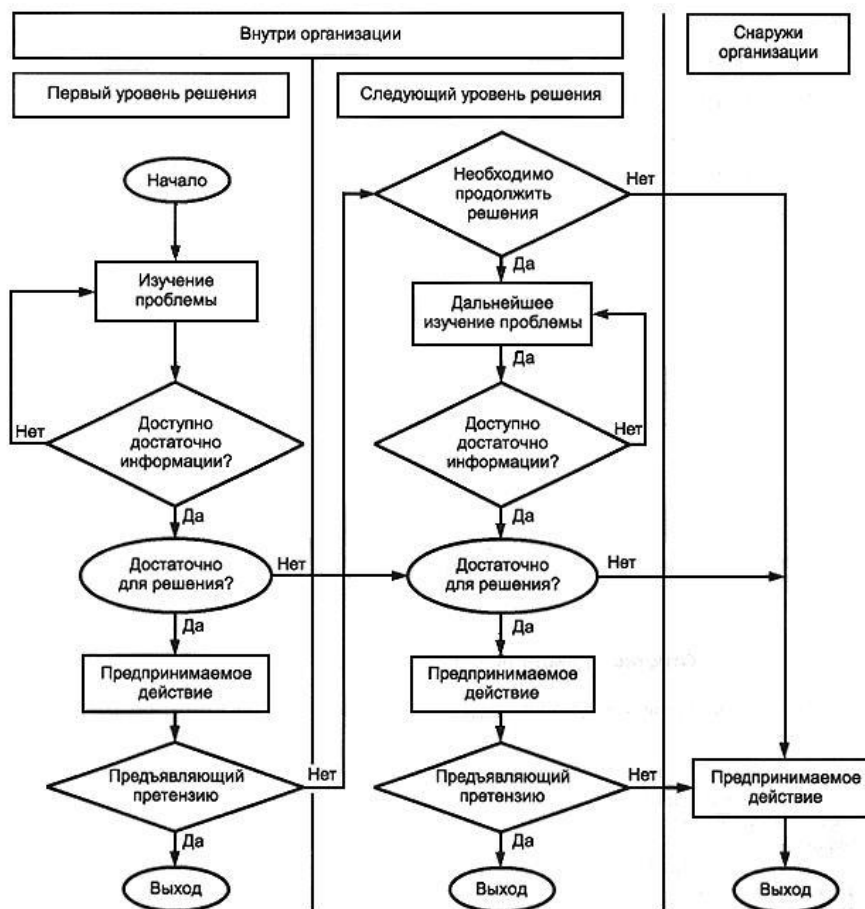 Внутри организации
Снаружи
организации
Первый уровень решения
Следующий уровень решения
Начало
Необходимо
продолжить
решения
Нет
Да
Изучение
проблемы
Дальнейшее
изучение проблемы
Да
Нет
Доступно
достаточно
информации?
Доступно
достаточно
информации?
Нет
Да
Да
Достаточно
для решения?
Нет
Достаточно
для решения?
Нет
Да
Да
Предпринимаемое
действие
Предпринимаемое
действие
Предъявляющий
претензию
Нет
Предъявляющий
претензию
Нет
Предпринимаемое
действие
Да
Да
Выход
Выход
Выход